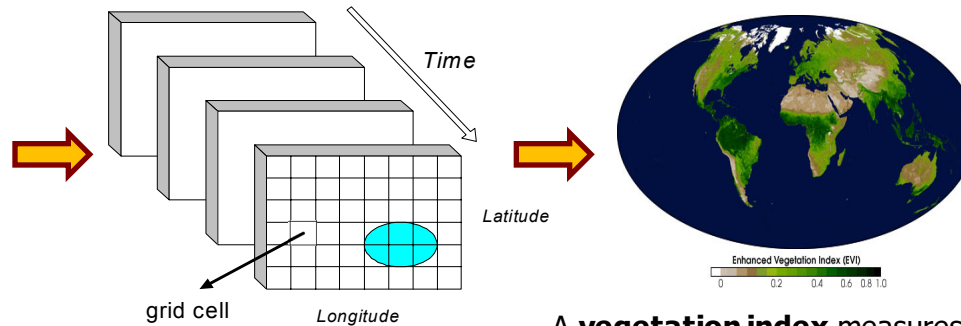 Time
Latitude
grid cell
Longitude
Enhanced Vegetation Index (EVI)
0 0.2 0.4 0.6 0.8 1.0
A vegetation index measures